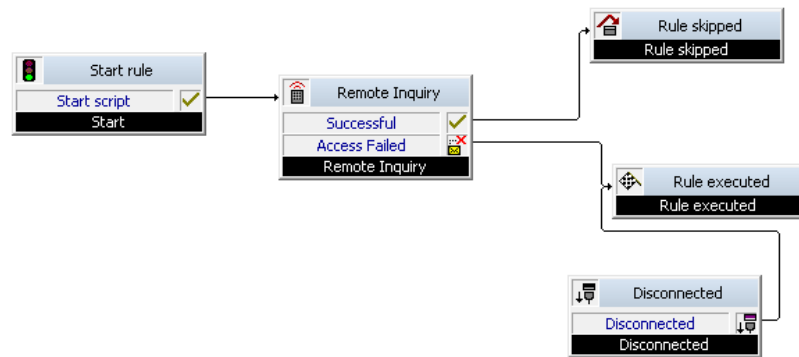 Start rule
Start script
Start
Remote Inquiry
Successful
Access Failed
Remote Inquiry
Rule skipped
Rule skipped
Rule executed
Rule executed
Disconnected
Disconnected
Disconnected